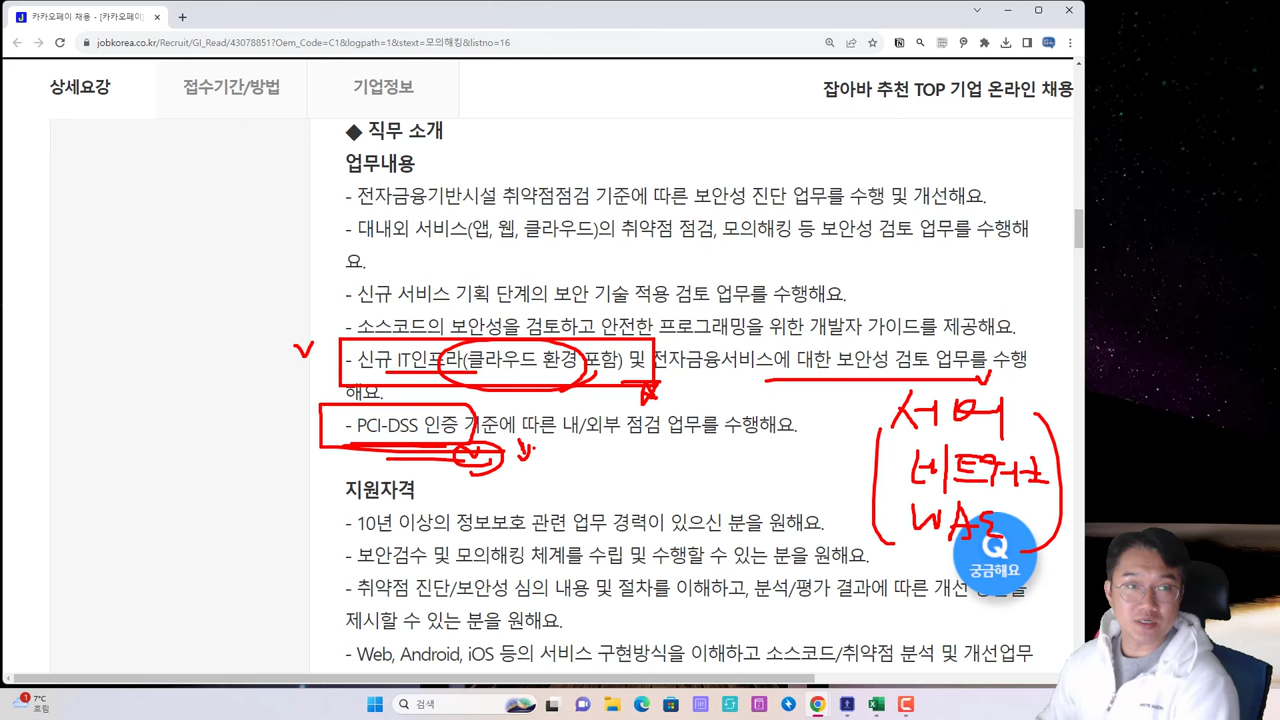 카카오페이 채용 - [카카오페이]
jobkorea.co.kr/Recruit/GI_Read/43078851?Oem_Code=C1&logpath=1&stext=모의해킹&listno=16
상세요강 접수기간/방법 기업정보 잡아바 추천 TOP 기업 온라인 채용
◆ 직무 소개
업무내용
- 전자금융기반시설 취약점점검 기준에 따른 보안성 진단 업무를 수행 및 개선해요.
- 대내외 서비스(앱, 웹, 클라우드)의 취약점 점검, 모의해킹 등 보안성 검토 업무를 수행해
요.
- 신규 서비스 기획 단계의 보안 기술 적용 검토 업무를 수행해요.
- 소스코드의 보안성을 검토하고 안전한 프로그래밍을 위한 개발자 가이드를 제공해요.
- 신규 IT인프라(클라우드 환경 포함) 및 전자금융서비스에 대한 보안성 검토 업무를 수행
해요.
- PCI-DSS 인증 기준에 따른 내/외부 점검 업무를 수행해요.
서버
네트워크
WAS
지원자격
- 10년 이상의 정보보호 관련 업무 경력이 있으신 분을 원해요.
- 보안검수 및 모의해킹 체계를 수립 및 수행할 수 있는 분을 원해요.
- 취약점 진단/보안성 심의 내용 및 절차를 이해하고, 분석/평가 결과에 따른 개선
제시할 수 있는 분을 원해요.
- Web, Android, iOS 등의 서비스 구현방식을 이해하고 소스코드/취약점 분석 및 개선업무
Q
궁금해요
1
7°C
흐림
검색